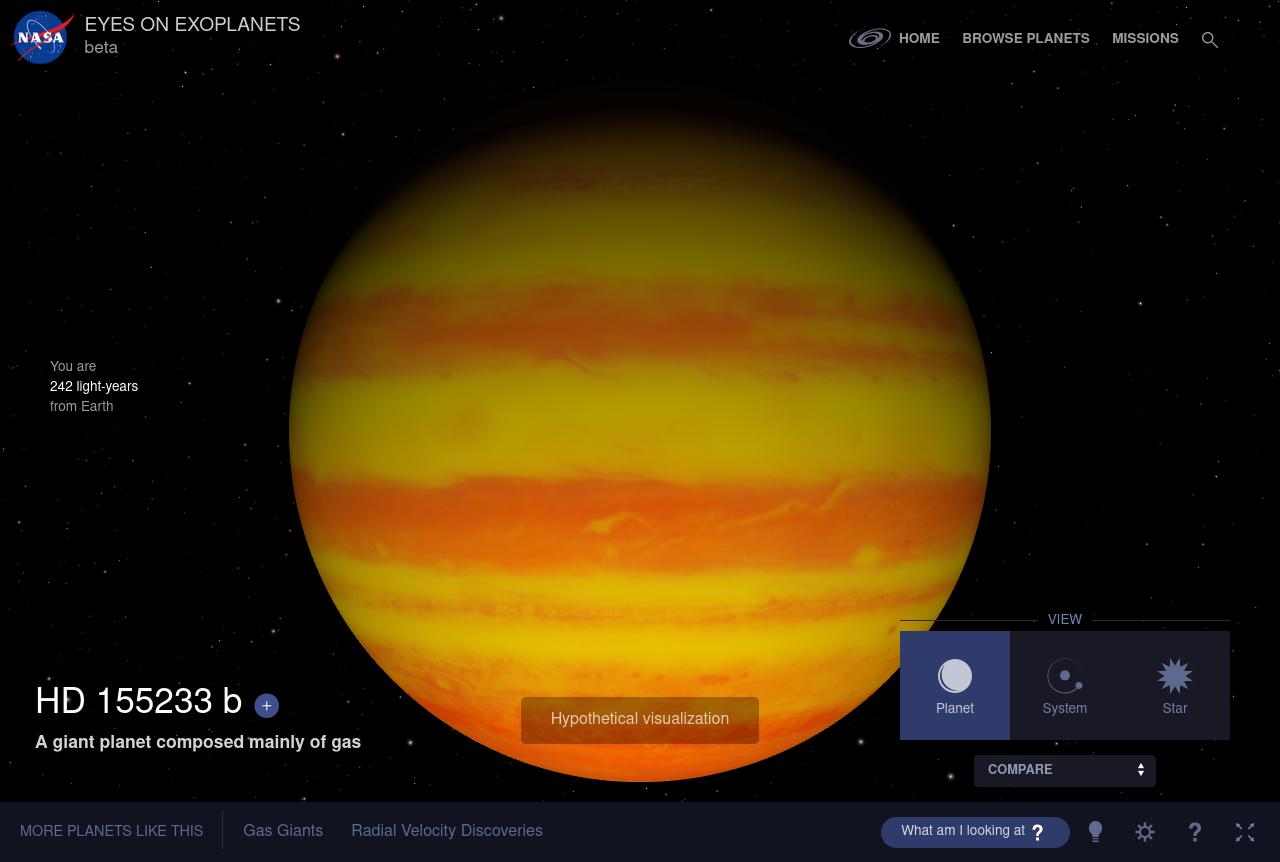 NASA
EYES ON EXOPLANETS
beta
HOME
BROWSE PLANETS
MISSIONS
You are
242 light-years
from Earth
VIEW
Planet
System
Star
HD 155233 b
+
A giant planet composed mainly of gas
Hypothetical visualization
COMPARE
MORE PLANETS LIKE THIS
Gas Giants
Radial Velocity Discoveries
What am I looking at ?
?